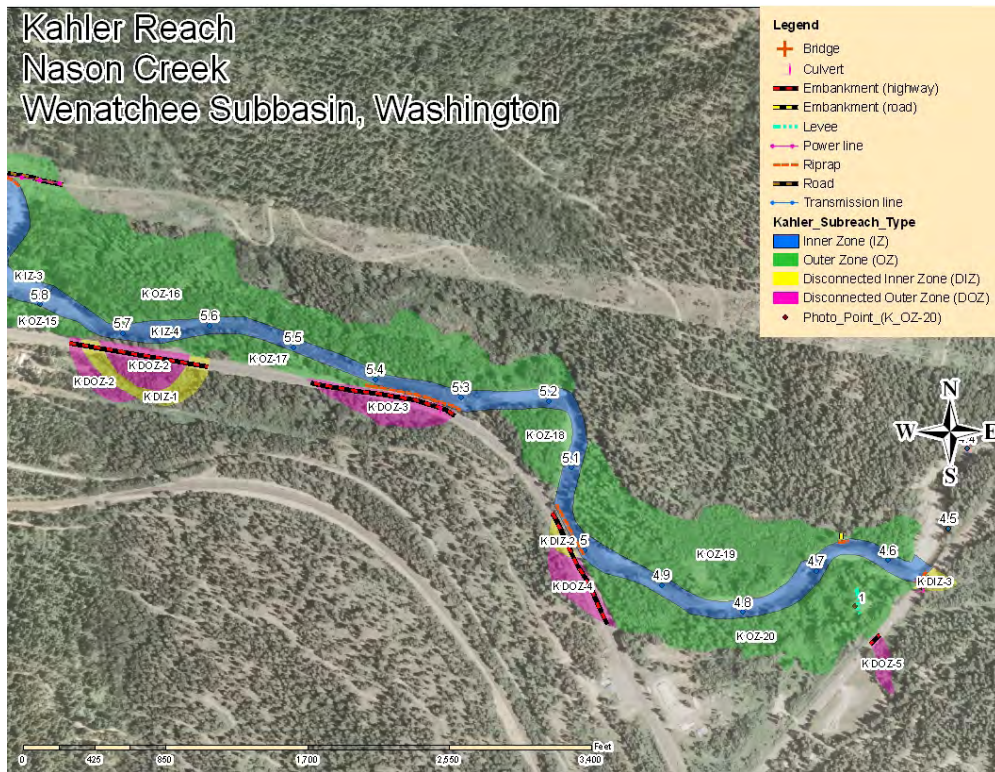 Kahler Reach
Nason Creek
Wenatchee Subbasin, Washington
Legend
Bridge
Culvert
Embankment (highway)
Embankment (road)
Levee
Power line
Riprap
Road
Transmission line
Kahler_Subreach_Type
Inner Zone (IZ)
Outer Zone (OZ)
Disconnected Inner Zone (DIZ)
Disconnected Outer Zone (DOZ)
Photo_Point_(K_OZ-20)
K IZ-3
5.8
K OZ-15
K OZ-16
5.7
K IZ-4
5.6
5.5
K OZ-17
5.4
5.3
5.2
K DOZ-2
K DOZ-2
K DIZ-1
K DOZ-3
K OZ-18
5.1
N
W
E
S
4.4
4.5
K DIZ-2
5
K DOZ-4
4.9
K OZ-19
4.8
4.7
4.6
K DIZ-3
1
K OZ-20
K DOZ-5
0
425
850
1,700
2,550
3,400
Feet